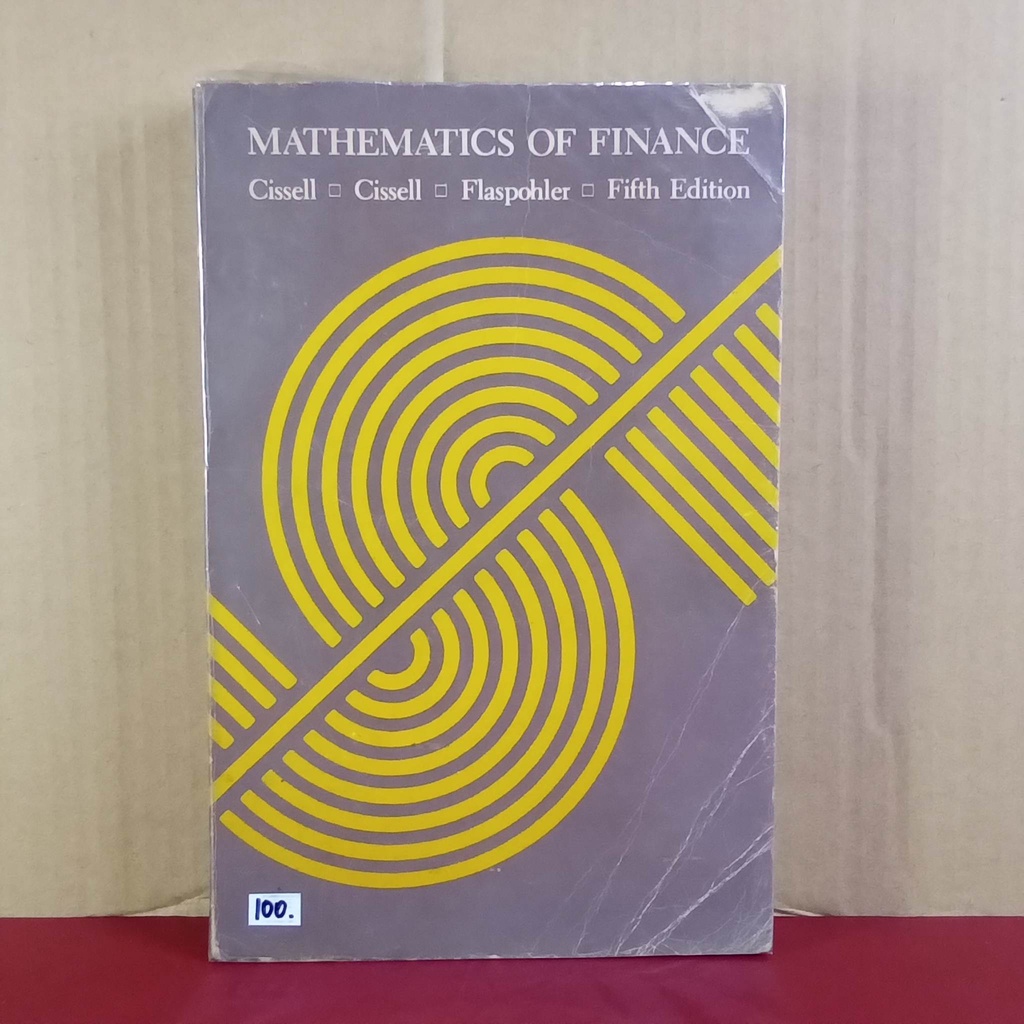 MATHEMATICS OF FINANCE
Cissell □ Cissell □ Flaspohler □ Fifth Edition
100.